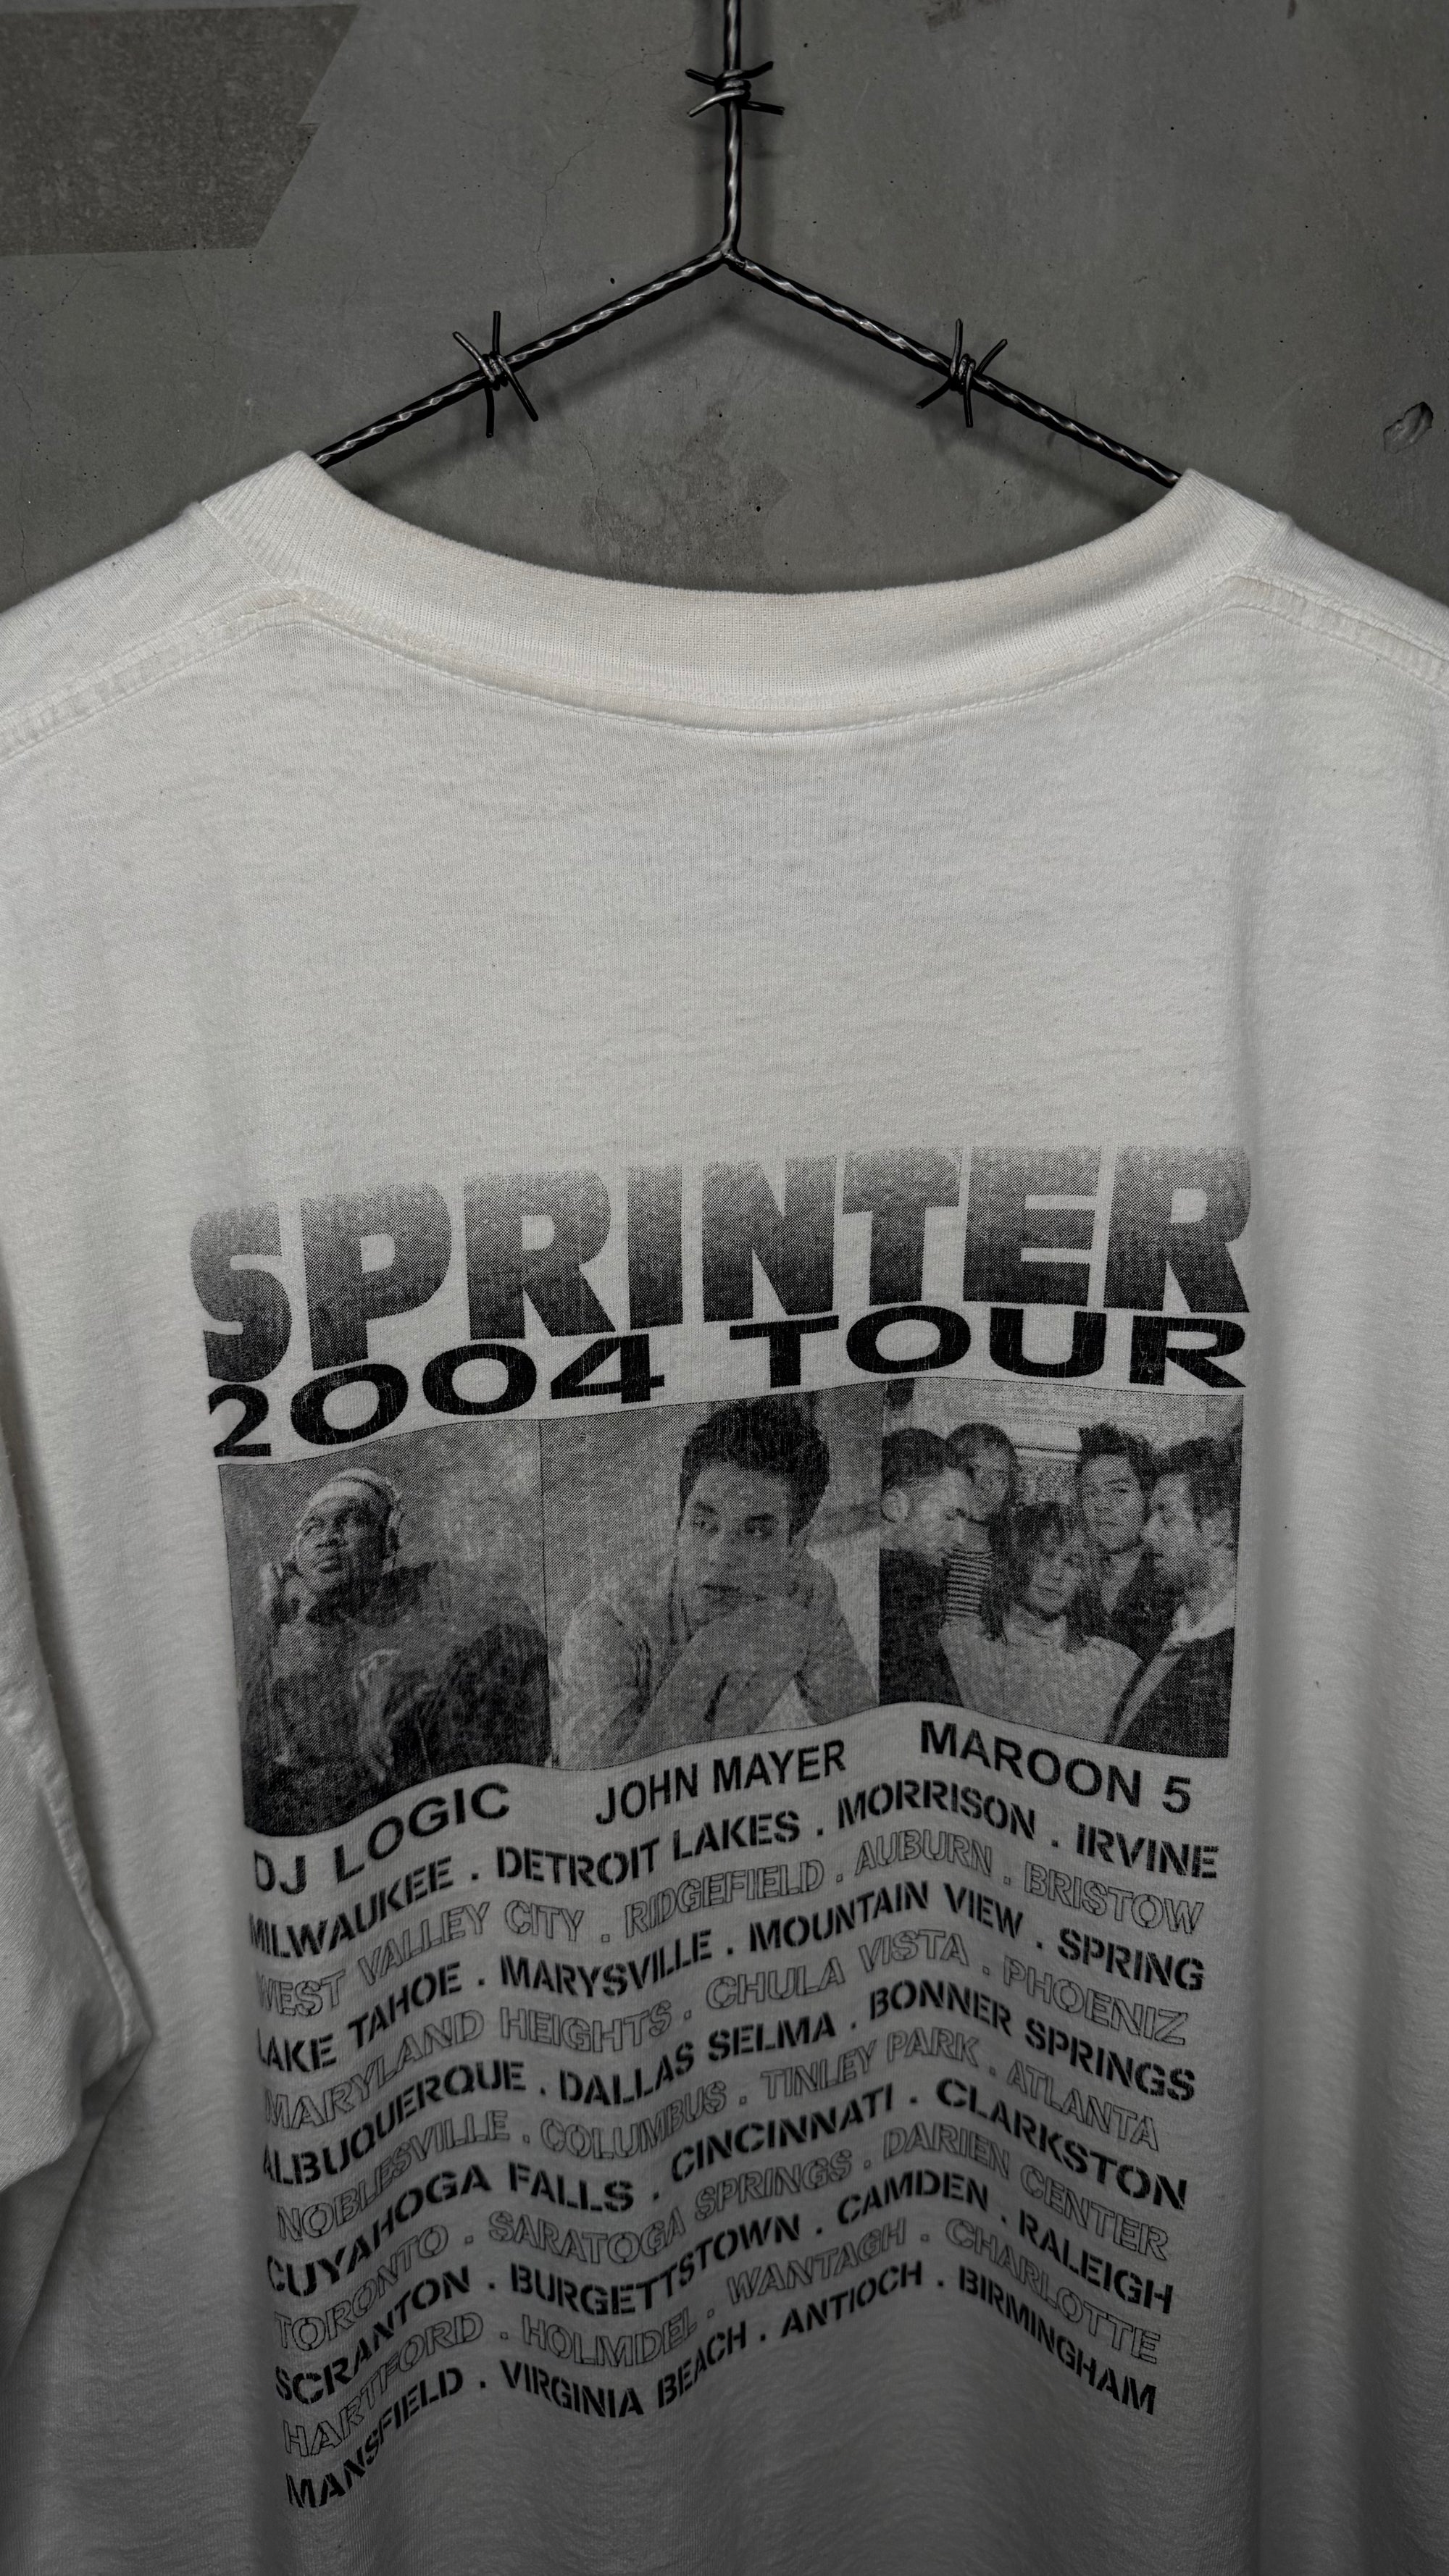 SPRINTER
2004 TOUR
DJ LOGIC JOHN MAYER MAROON 5
MILWAUKEE . DETROIT LAKES . MORRISON . IRVINE
WEST VALLEY CITY . RIDGEFIELD . AUBURN . BRISTOW
LAKE TAHOE . MARYSVILLE . MOUNTAIN VIEW . SPRING
MARYLAND HEIGHTS . CHULA VISTA . PHOENIZ
ALBUQUERQUE . DALLAS SELMA . BONNER SPRINGS
NOBLESVILLE . COLUMBUS . TINLEY PARK . ATLANTA
CUYAHOGA FALLS . CINCINNATI . CLARKSTON
TORONTO . SARATOGA SPRINGS . DARIEN CENTER
SCRANTON . BURGETTSTOWN . CAMDEN . RALEIGH
HARTFORD . HOLMDEL . WANTAGH . CHARLOTTE
MANSFIELD . VIRGINIA BEACH . ANTIOCH . BIRMINGHAM